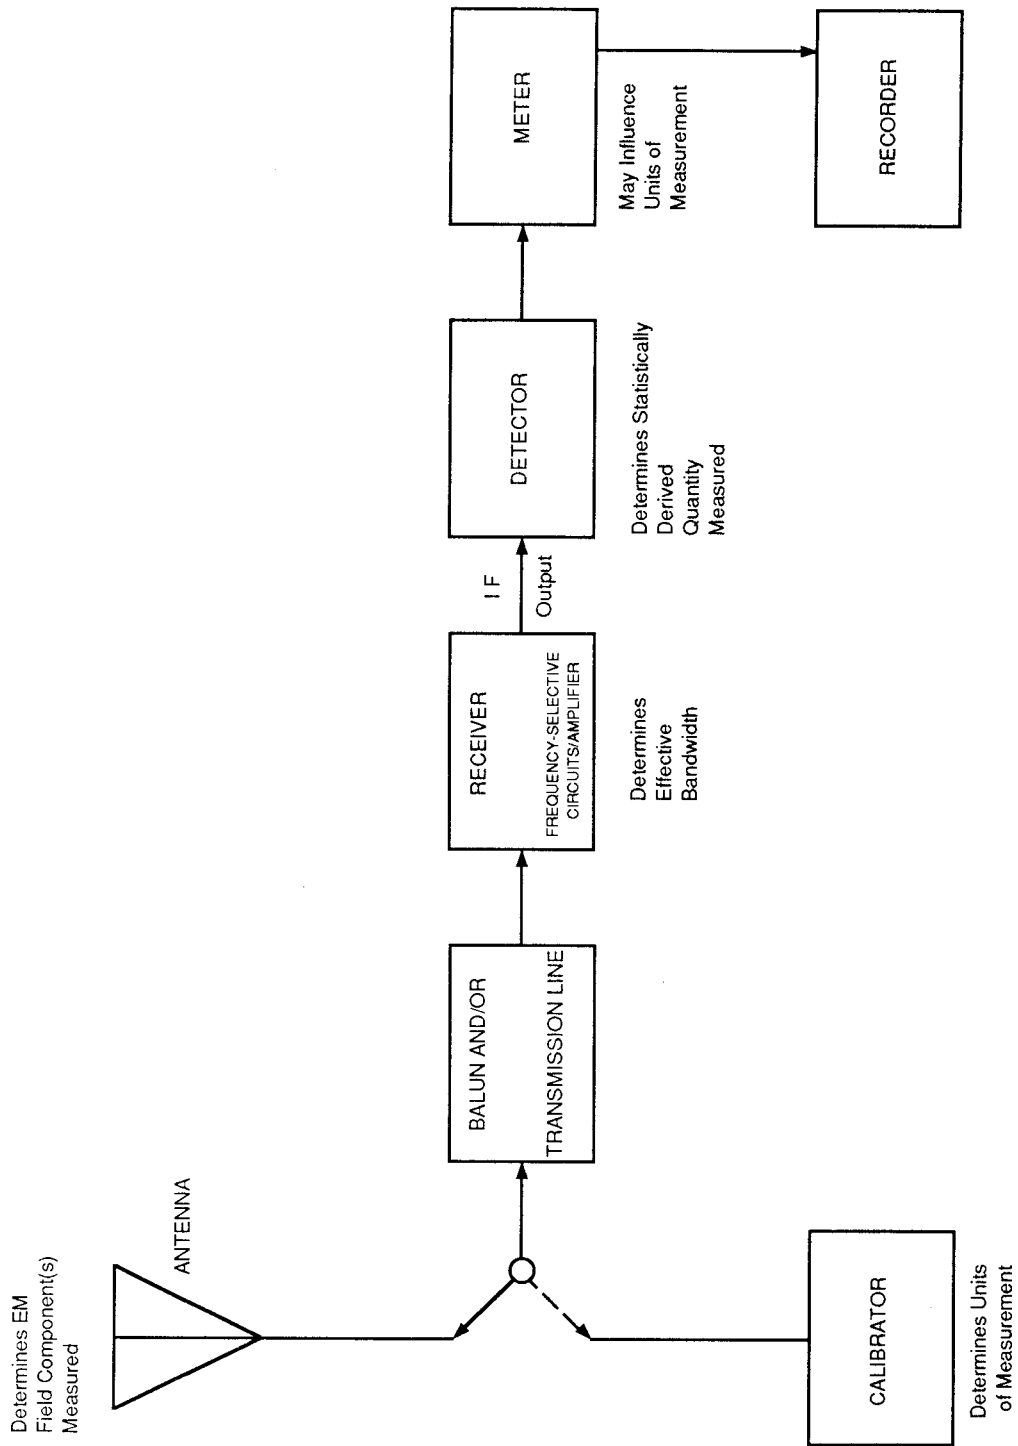 Determines EM
Field Component(s)
Measured
ANTENNA
CALIBRATOR
Determines Units
of Measurement
BALUN AND/OR
TRANSMISSION LINE
RECEIVER
FREQUENCY-SELECTIVE
CIRCUITS/AMPLIFIER
Determines
Effective
Bandwidth
I F
Output
DETECTOR
Determines Statistically
Derived
Quantity
Measured
METER
May Influence
Units of
Measurement
RECORDER